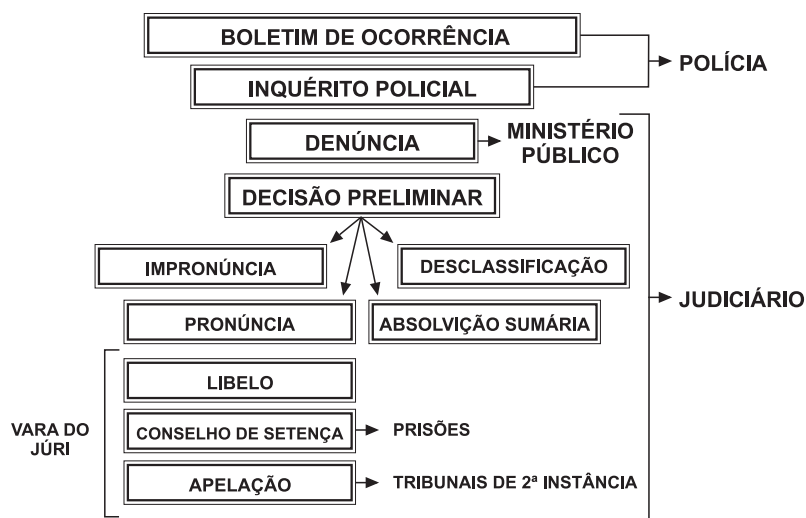 BOLETIM DE OCORRÊNCIA
INQUÉRITO POLICIAL
POLÍCIA
DENÚNCIA
MINISTÉRIO
PÚBLICO
DECISÃO PRELIMINAR
IMPRONÚNCIA
DESCLASSIFICAÇÃO
PRONÚNCIA
ABSOLVIÇÃO SUMÁRIA
JUDICIÁRIO
LIBELO
VARA DO
JÚRI
CONSELHO DE SETENÇA
PRISÕES
APELAÇÃO
TRIBUNAIS DE 2ª INSTÂNCIA